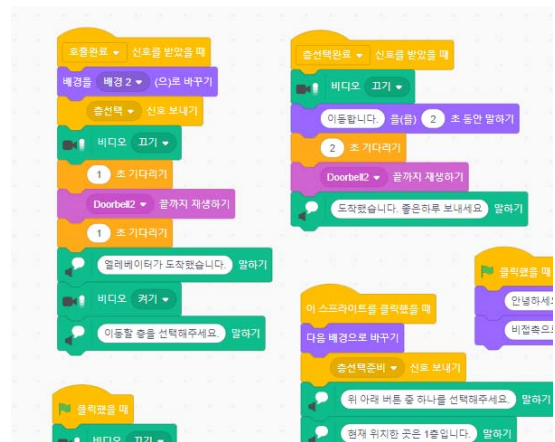 호출완료 신호를 받았을 때
배경을 배경 2 (으)로 바꾸기
층선택 신호 보내기
비디오 끄기
1 초 기다리기
Doorbell2 끝까지 재생하기
1 초 기다리기
엘레베이터가 도착했습니다. 말하기
비디오 켜기
이동할 층을 선택해주세요. 말하기
클릭했을 때
비디오 끄기
층선택완료 신호를 받았을 때
비디오 끄기
이동합니다. 을(를) 2 초 동안 말하기
2 초 기다리기
Doorbell2 끝까지 재생하기
도착했습니다. 좋은하루 보내세요 말하기
이 스프라이트를 클릭했을 때
다음 배경으로 바꾸기
층선택준비 신호 보내기
위 아래 버튼 중 하나를 선택해주세요. 말하기
현재 위치한 곳은 1층입니다. 말하기
클릭했을 때
안녕하세요
비접촉으로